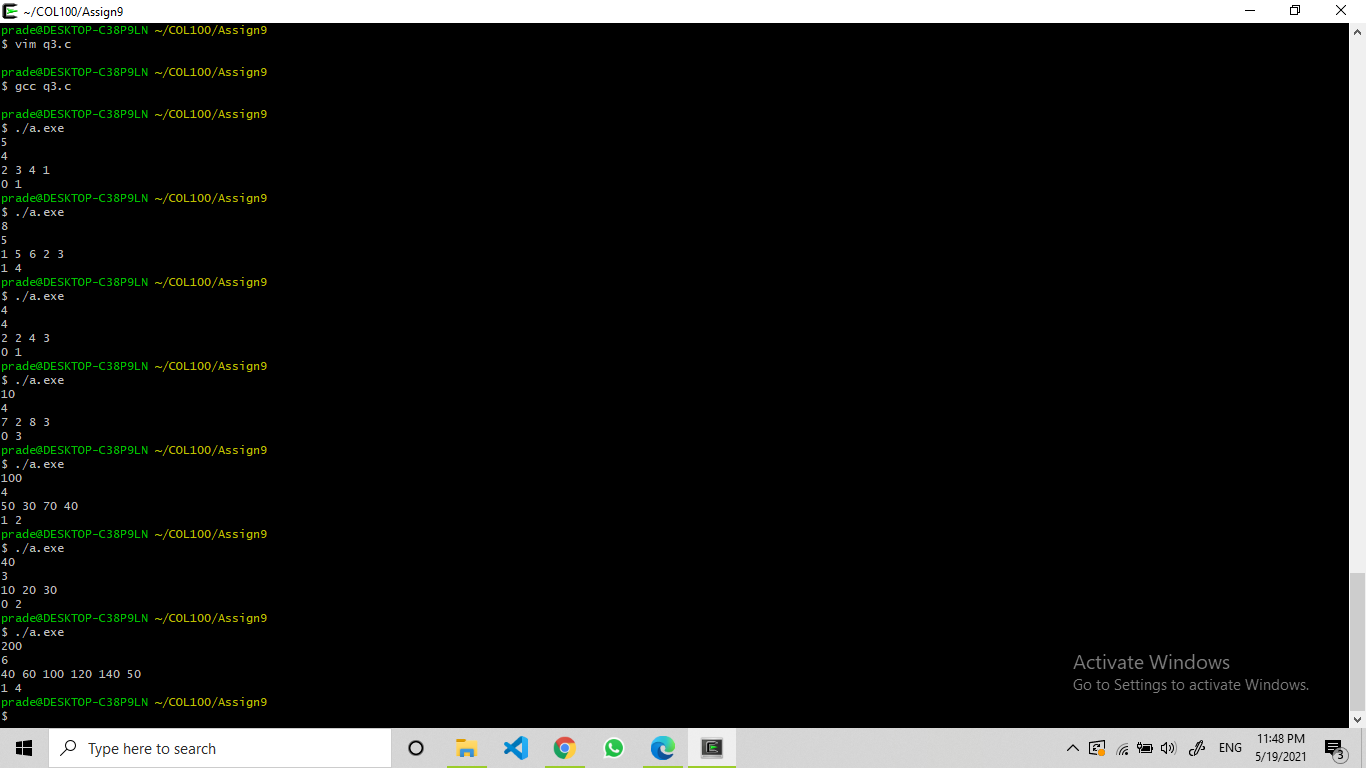 ~/COL100/Assign9
prade@DESKTOP-C38P9LN ~/COL100/Assign9
$ vim q3.c
prade@DESKTOP-C38P9LN ~/COL100/Assign9
$ gcc q3.c
prade@DESKTOP-C38P9LN ~/COL100/Assign9
$ ./a.exe
5
4
2 3 4 1
0 1
prade@DESKTOP-C38P9LN ~/COL100/Assign9
$ ./a.exe
8
5
1 5 6 2 3
1 4
prade@DESKTOP-C38P9LN ~/COL100/Assign9
$ ./a.exe
4
4
2 2 4 3
0 1
prade@DESKTOP-C38P9LN ~/COL100/Assign9
$ ./a.exe
10
4
7 2 8 3
0 3
prade@DESKTOP-C38P9LN ~/COL100/Assign9
$ ./a.exe
100
4
50 30 70 40
1 2
prade@DESKTOP-C38P9LN ~/COL100/Assign9
$ ./a.exe
40
3
10 20 30
0 2
prade@DESKTOP-C38P9LN ~/COL100/Assign9
$ ./a.exe
200
6
40 60 100 120 140 50
1 4
prade@DESKTOP-C38P9LN ~/COL100/Assign9
$
Activate Windows
Go to Settings to activate Windows.
Type here to search
ENG
11:48 PM
5/19/2021
3